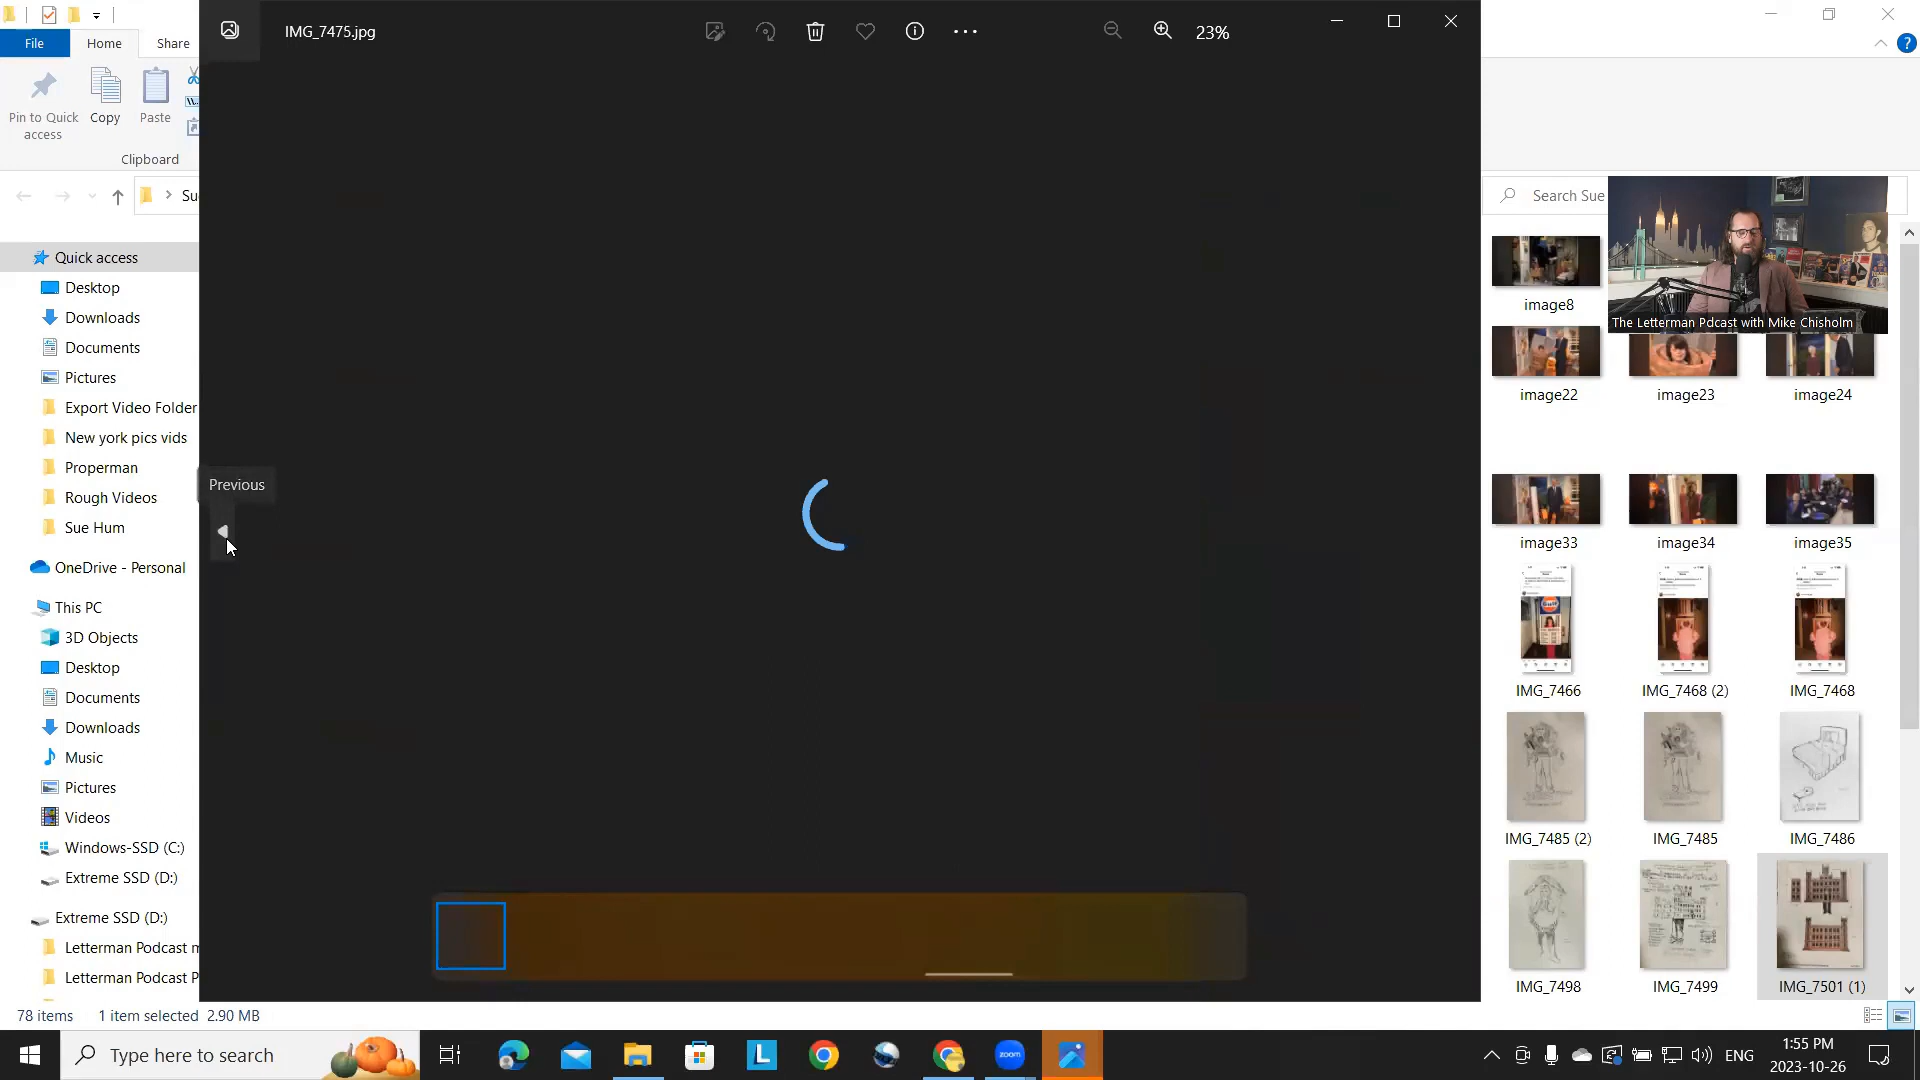 IMG_7475.jpg
23%
File
Home
Share
Pin to Quick
access
Copy
Paste
Clipboard
Su
Search Sue
Quick access
Desktop
Downloads
Documents
Pictures
Export Video Folder
New york pics vids
Properman
Rough Videos
Sue Hum
OneDrive - Personal
This PC
3D Objects
Desktop
Documents
Downloads
Music
Pictures
Videos
Windows-SSD (C:)
Extreme SSD (D:)
Extreme SSD (D:)
Letterman Podcast m
Letterman Podcast P
Previous
The Letterman Pdcast with Mike Chisholm
image8
image22
image23
image24
image33
image34
image35
IMG_7466
IMG_7468 (2)
IMG_7468
IMG_7485 (2)
IMG_7485
IMG_7486
IMG_7498
IMG_7499
IMG_7501 (1)
78 items
1 item selected 2.90 MB
Type here to search
L
zoom
ENG
1:55 PM
2023-10-26